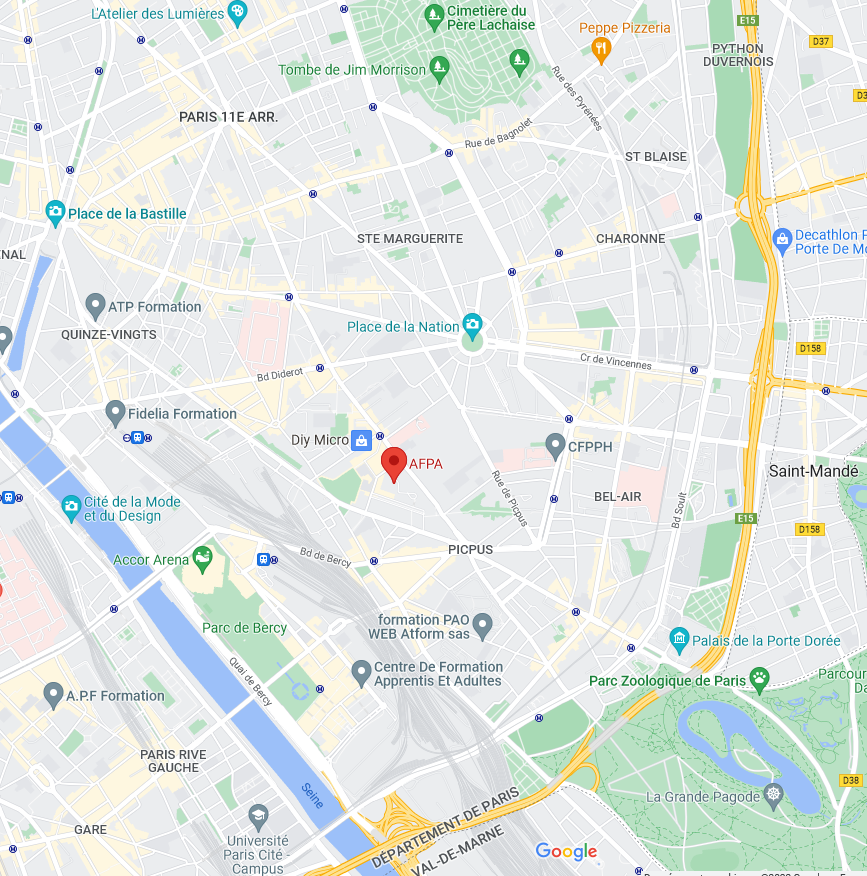 L'Atelier des Lumières
Cimetière du
Père Lachaise
E15
Peppe Pizzeria
D37
PYTHON
DUVERNOIS
Tombe de Jim Morrison
Rue des Pyrénées
PARIS 11E ARR.
Rue de Bagnolet
ST BLAISE
Place de la Bastille
STE MARGUERITE
CHARONNE
Decathlon
Porte De
ENAL
ATP Formation
Place de la Nation
QUINZE-VINGTS
D158
Cr de Vincennes
Bd Diderot
Fidelia Formation
Diy Micro
CFPPH
AFPA
Saint-Mandé
Rue de Picpus
BEL-AIR
Bd Soult
Cité de la Mode
et du Design
E15
D158
PICPUS
Bd de Bercy
Accor Arena
formation PAO
WEB Atform sas
Parc de Bercy
Palais de la Porte Dorée
Centre De Formation
Apprentis Et Adultes
Quai de Bercy
Parc Zoologique de Paris
Parcour
Da
A.P.F Formation
PARIS RIVE
GAUCHE
D38
Seine
La Grande Pagode
DÉPARTEMENT DE PARIS
VAL-DE-MARNE
GARE
Université
Paris Cité -
Campus
Google